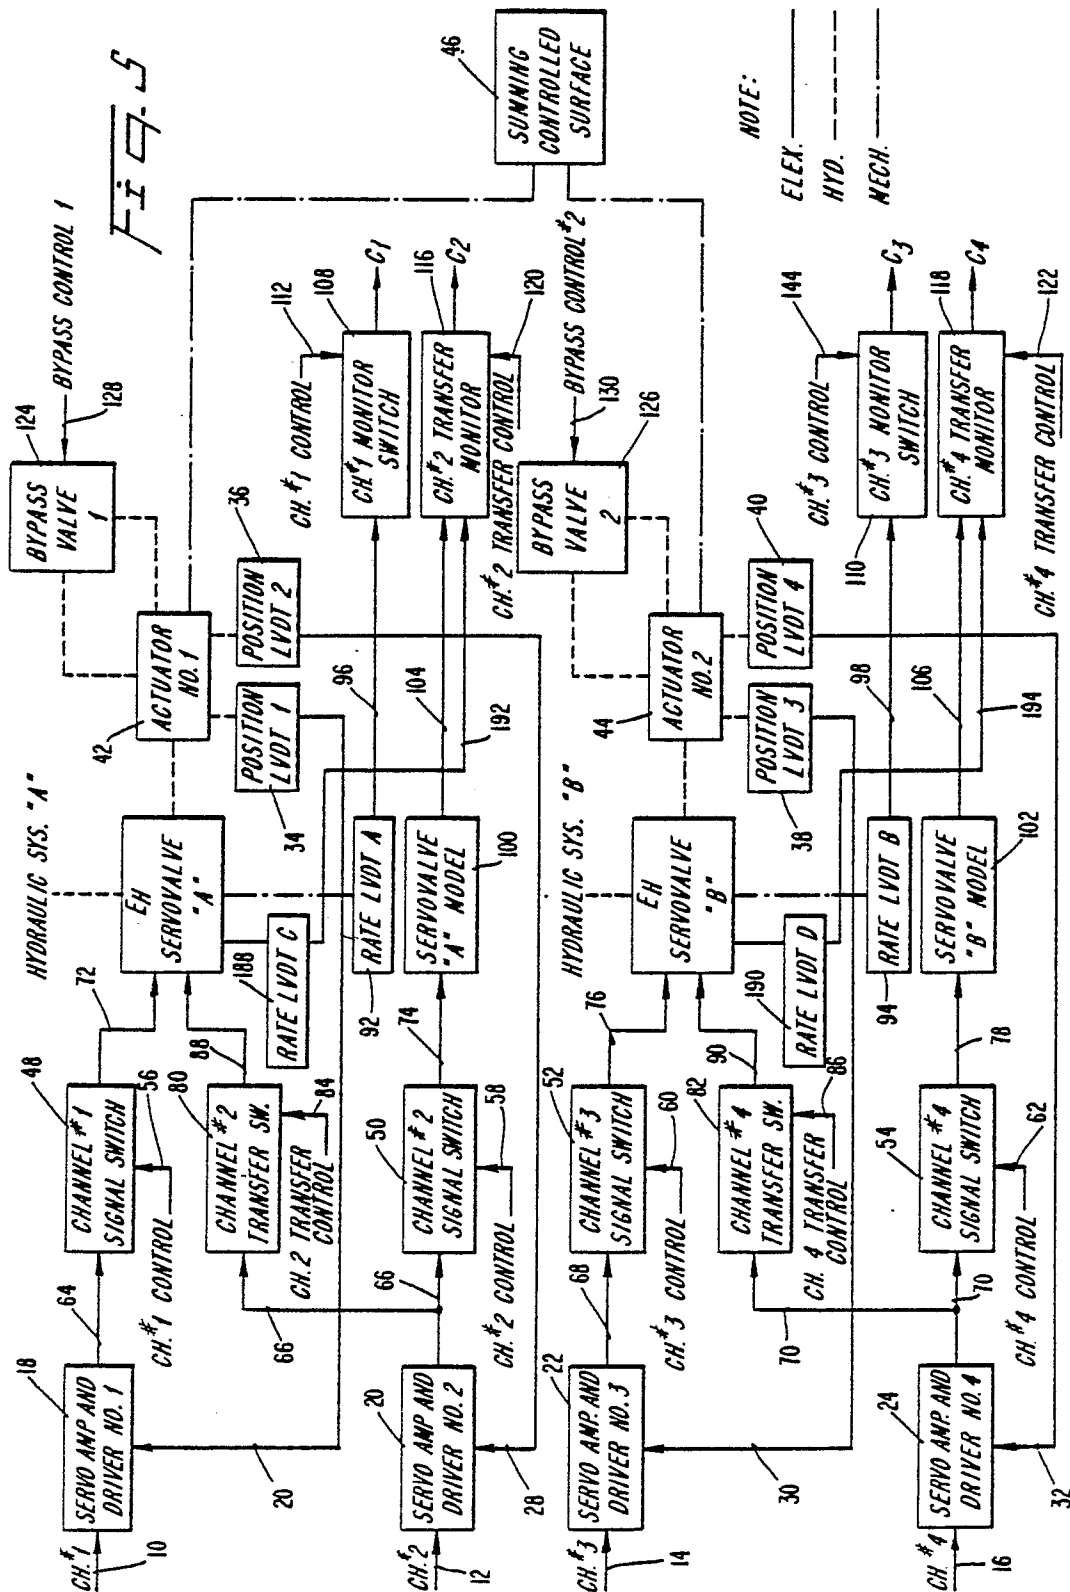 Fig. 5
CH.#1
10
SERVO AMP AND
DRIVER NO. 1
18
20
64
CHANNEL #1
SIGNAL SWITCH
48
56
CH.#1 CONTROL
72
CHANNEL #2
TRANSFER SW.
80
84
88
CH.2 TRANSFER
CONTROL
66
HYDRAULIC SYS. "A"
EH
SERVOVALVE
"A"
RATE LVDT C
188
RATE LVDT A
92
ACTUATOR
NO.1
42
BYPASS
VALVE
1
124
BYPASS CONTROL 1
128
POSITION
LVDT 1
34
POSITION
LVDT 2
36
96
104
192
CH.#1 CONTROL
112
CH.#1 MONITOR
SWITCH
108
C1
CH.#2 TRANSFER
MONITOR
116
C2
120
CH.#2 TRANSFER CONTROL
SUMMING
CONTROLLED
SURFACE
46
CH.#2
12
SERVO AMP AND
DRIVER NO.2
20
28
66
CHANNEL #2
SIGNAL SWITCH
50
58
CH.#2 CONTROL
74
SERVOVALVE
"A" MODEL
100
CH.#3
14
SERVO AMP. AND
DRIVER NO.3
22
30
68
CHANNEL #3
SIGNAL SWITCH
52
60
CH.#3 CONTROL
76
CHANNEL #4
TRANSFER SW.
82
86
90
CH. 4 TRANSFER
CONTROL
70
HYDRAULIC SYS. "B"
EH
SERVOVALVE
"B"
RATE LVDT D
190
RATE LVDT B
94
ACTUATOR
NO.2
44
BYPASS
VALVE
2
126
BYPASS CONTROL #2
130
POSITION
LVDT 3
38
POSITION
LVDT 4
40
98
106
194
CH.#3 CONTROL
144
CH.#3 MONITOR
SWITCH
110
C3
CH.#4 TRANSFER
MONITOR
118
C4
122
CH.#4 TRANSFER CONTROL
CH.#4
16
SERVO AMP AND
DRIVER NO.4
24
32
70
CHANNEL #4
SIGNAL SWITCH
54
62
CH.#4 CONTROL
78
SERVOVALVE
"B" MODEL
102
NOTE:
ELEX.
HYD.
MECH.